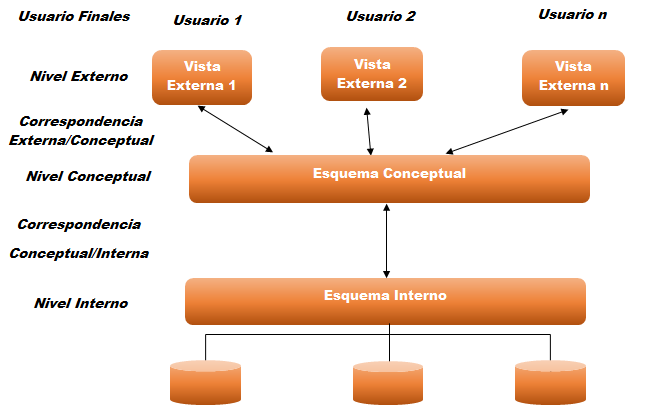 Usuario Finales
Usuario 1
Usuario 2
Usuario n
Nivel Externo
Vista
Externa 1
Vista
Externa 2
Vista
Externa n
Correspondencia
Externa/Conceptual
Nivel Conceptual
Esquema Conceptual
Correspondencia
Conceptual/Interna
Nivel Interno
Esquema Interno